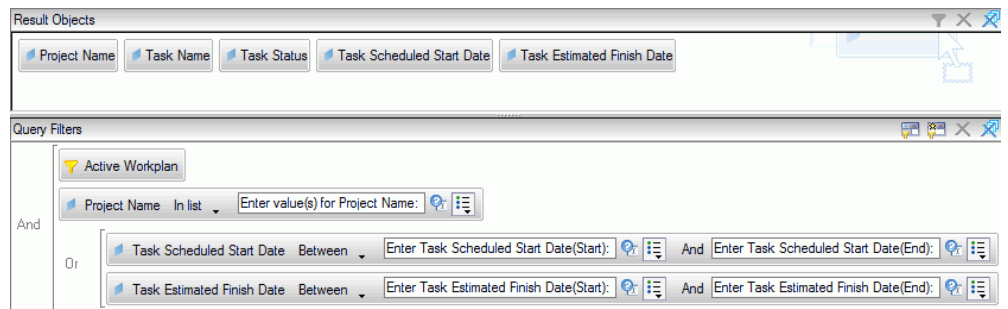 Result Objects
Project Name Task Name Task Status Task Scheduled Start Date Task Estimated Finish Date
Query Filters
Active Workplan
Project Name In list Enter value(s) for Project Name:
And
Task Scheduled Start Date Between Enter Task Scheduled Start Date(Start): And Enter Task Scheduled Start Date(End):
Or
Task Estimated Finish Date Between Enter Task Estimated Finish Date(Start): And Enter Task Estimated Finish Date(End):